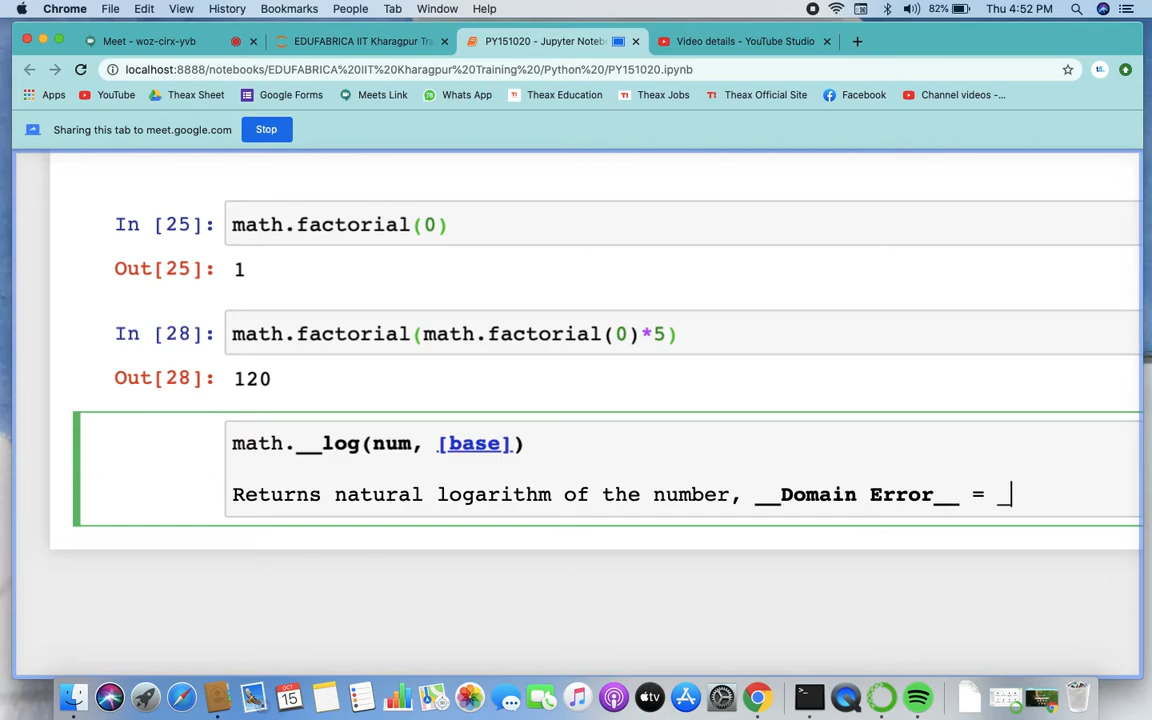 Chrome File Edit View History Bookmarks People Tab Window Help 82% Thu 4:52 PM
Meet - woz-cirx-yvb EDUFABRICA IIT Kharagpur Tra PY151020 - Jupyter Noteb Video details - YouTube Studio
localhost:8888/notebooks/EDUFABRICA%20IIT%20Kharagpur%20Training%20/Python%20/PY151020.ipynb
Apps YouTube Theax Sheet Google Forms Meets Link Whats App Theax Education Theax Jobs Theax Official Site Facebook Channel videos -...
Sharing this tab to meet.google.com Stop
In [25]: math.factorial(0)
Out[25]: 1
In [28]: math.factorial(math.factorial(0)*5)
Out[28]: 120
math.__log(num, [base])
Returns natural logarithm of the number, __Domain Error__ = _
OCT
15